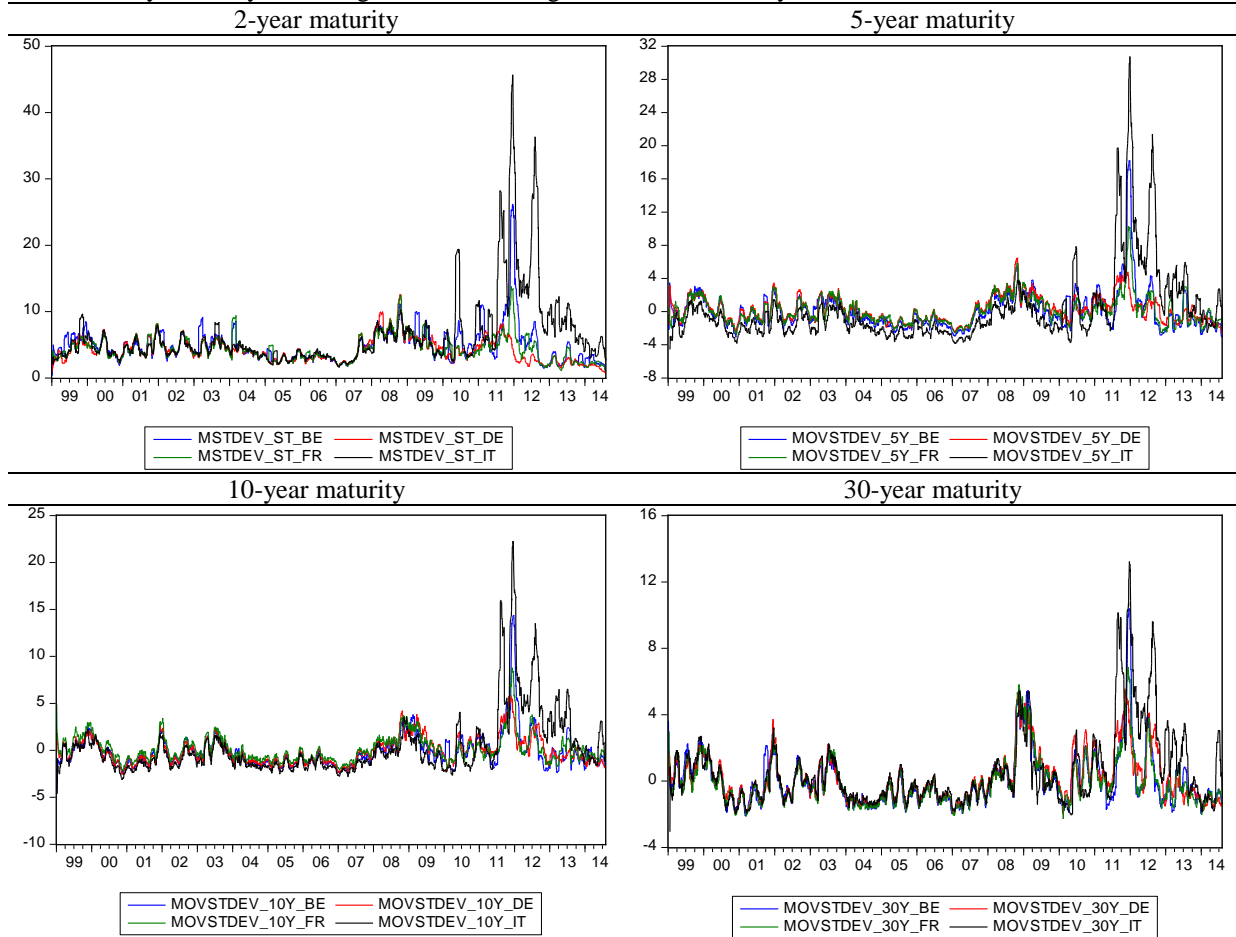 2-year maturity 5-year maturity
50
40
30
20
10
0
99 00 01 02 03 04 05 06 07 08 09 10 11 12 13 14
MSTDEV_ST_BE MSTDEV_ST_DE
MSTDEV_ST_FR MSTDEV_ST_IT
32
28
24
20
16
12
8
4
0
-4
-8
99 00 01 02 03 04 05 06 07 08 09 10 11 12 13 14
MOVSTDEV_5Y_BE MOVSTDEV_5Y_DE
MOVSTDEV_5Y_FR MOVSTDEV_5Y_IT
10-year maturity 30-year maturity
25
20
15
10
5
0
-5
-10
99 00 01 02 03 04 05 06 07 08 09 10 11 12 13 14
MOVSTDEV_10Y_BE MOVSTDEV_10Y_DE
MOVSTDEV_10Y_FR MOVSTDEV_10Y_IT
16
12
8
4
0
-4
99 00 01 02 03 04 05 06 07 08 09 10 11 12 13 14
MOVSTDEV_30Y_BE MOVSTDEV_30Y_DE
MOVSTDEV_30Y_FR MOVSTDEV_30Y_IT